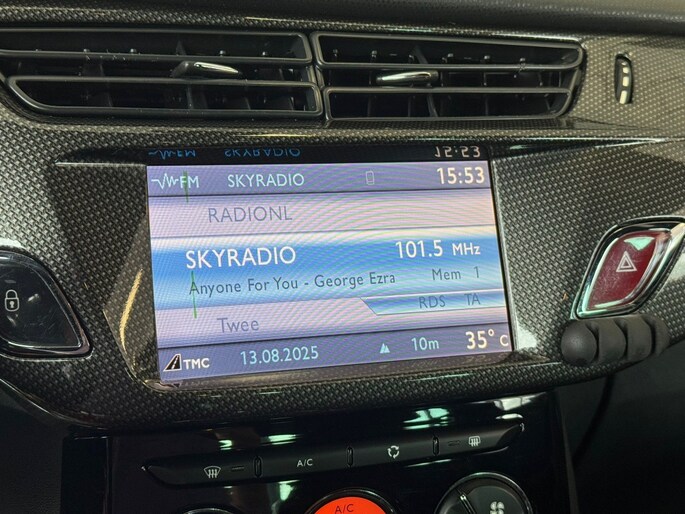 FM SKYRADIO 15:53
RADIONL
SKYRADIO 101.5 MHz
Anyone For You - George Ezra Mem 1
RDS TA
Twee
TMC 13.08.2025 10m 35° C
A/C
A/C